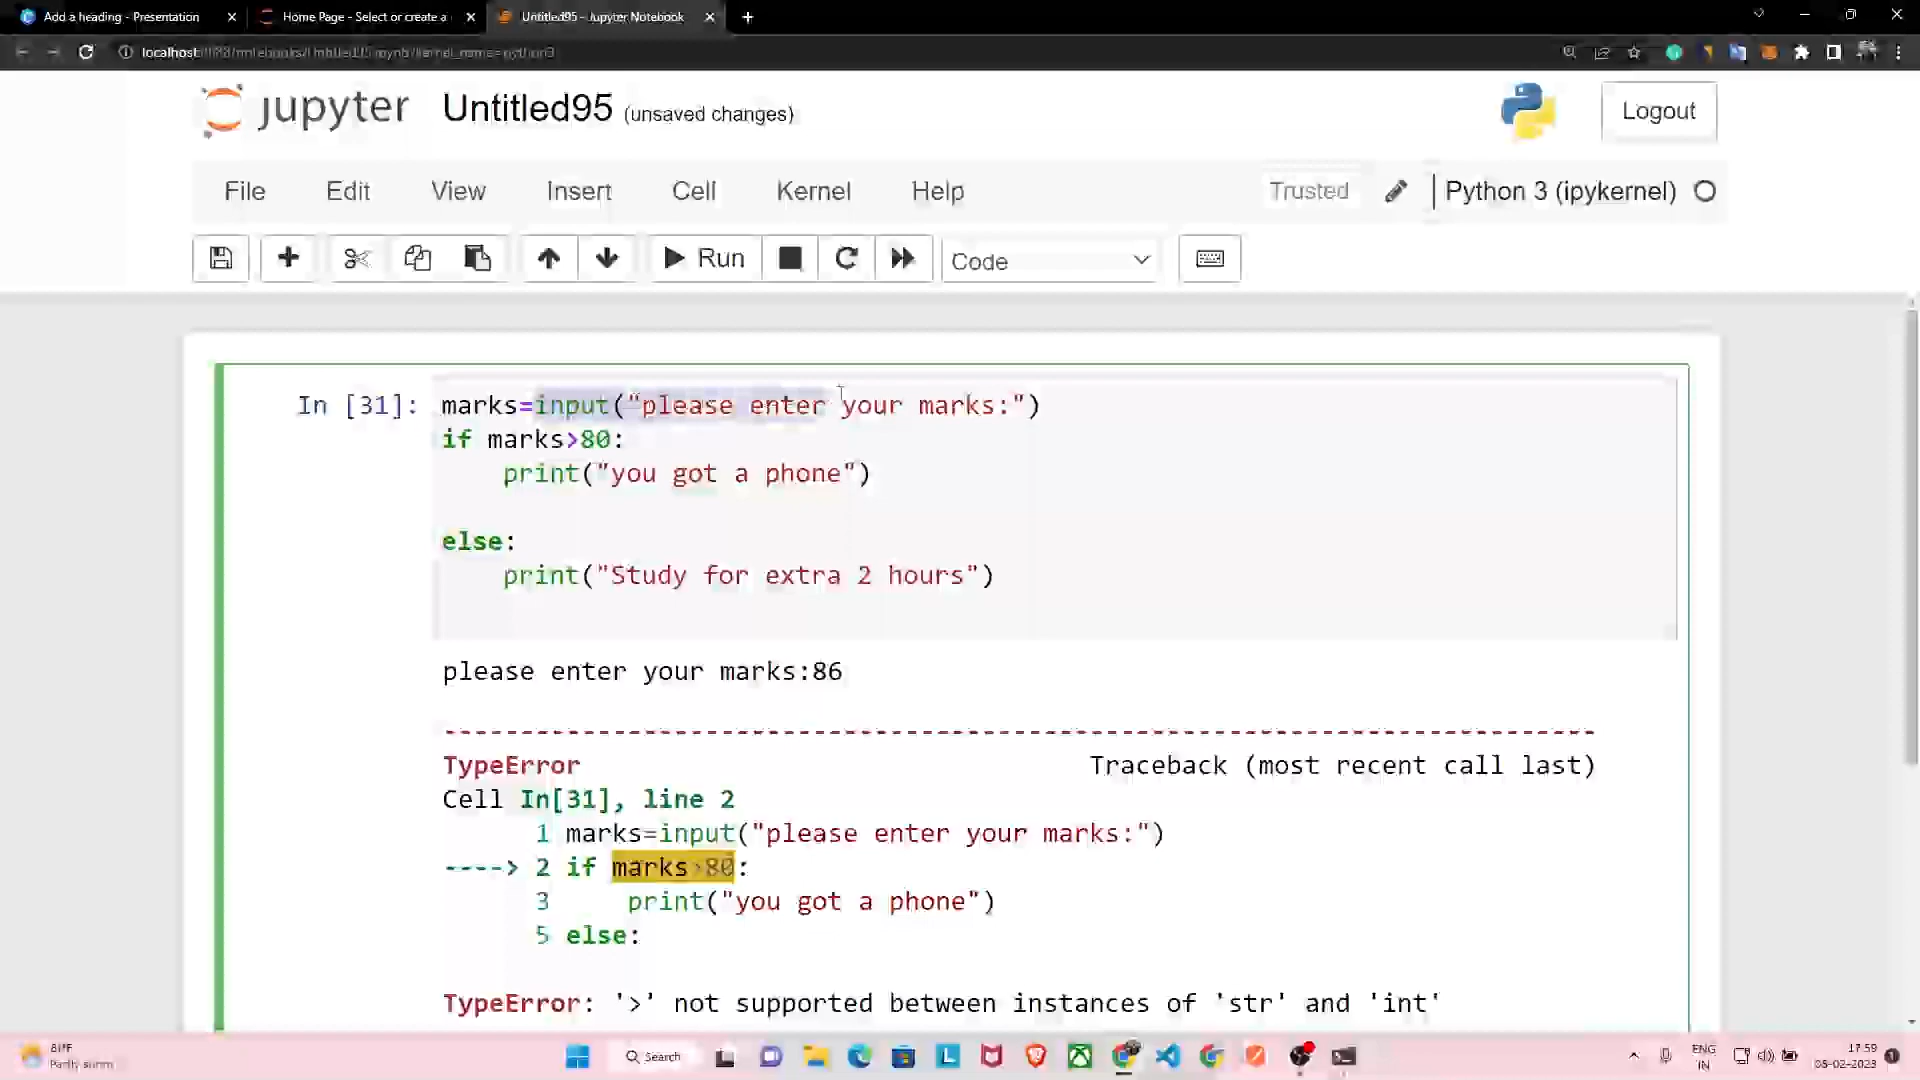 Add a heading - Presentation
Home Page - Select or create a
Untitled95 - Jupyter Notebook
jupyter Untitled95 (unsaved changes)
Logout
File Edit View Insert Cell Kernel Help
Trusted
Python 3 (ipykernel)
Run
Code
In [31]: marks=input("please enter your marks:")
if marks>80:
print("you got a phone")
else:
print("Study for extra 2 hours")
please enter your marks:86
---------------------------------------------------------------------------
TypeError Traceback (most recent call last)
Cell In[31], line 2
1 marks=input("please enter your marks:")
----> 2 if marks>80:
3 print("you got a phone")
5 else:
TypeError: '>' not supported between instances of 'str' and 'int'
81°F
Partly sunny
Search
ENG
IN
17:59